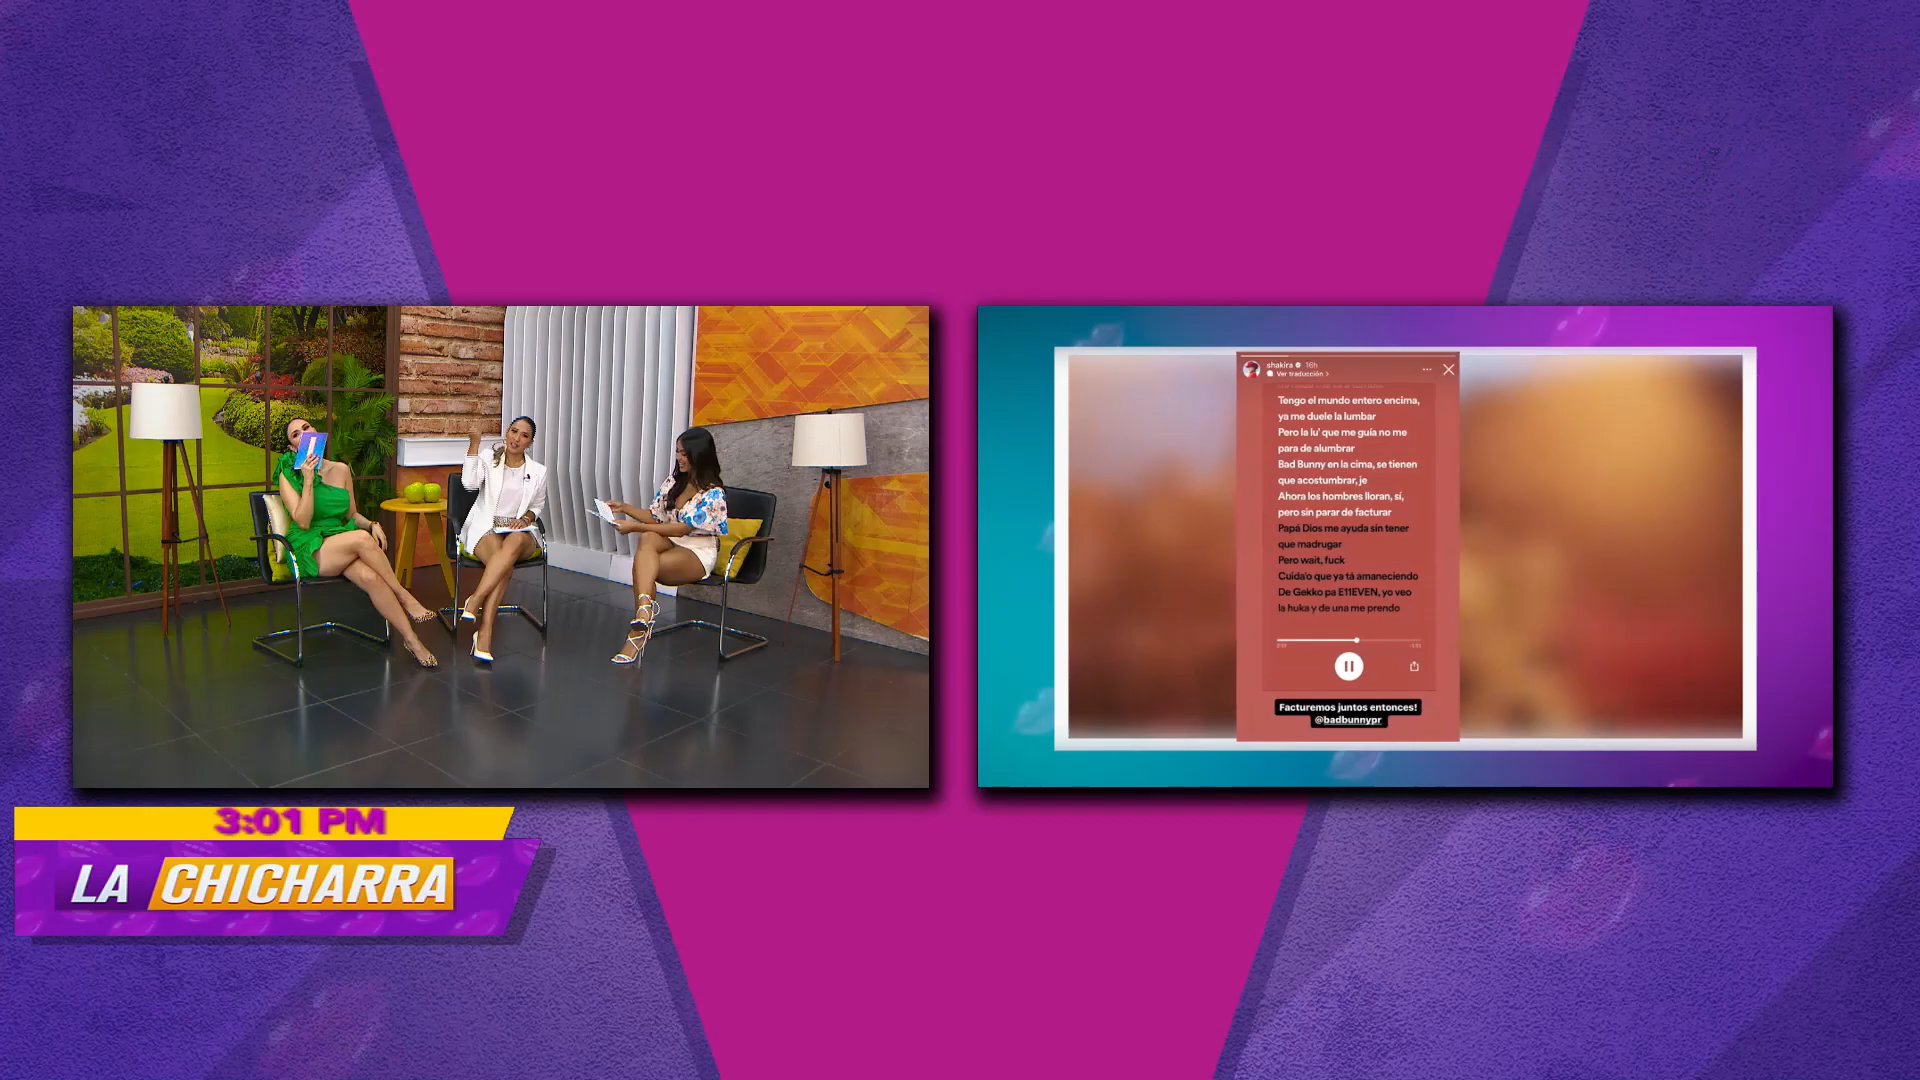 shakira 16h
Ver traducción >
Tengo el mundo entero encima,
ya me duele la lumbar
Pero la lu' que me guía no me
para de alumbrar
Bad Bunny en la cima, se tienen
que acostumbrar, je
Ahora los hombres lloran, sí,
pero sin parar de facturar
Papá Dios me ayuda sin tener
que madrugar
Pero wait, fuck
Cuida'o que ya tá amaneciendo
De Gekko pa E11EVEN, yo veo
la huka y de una me prendo
Facturemos juntos entonces!
@badbunnypr
3:01 PM
LA CHICHARRA